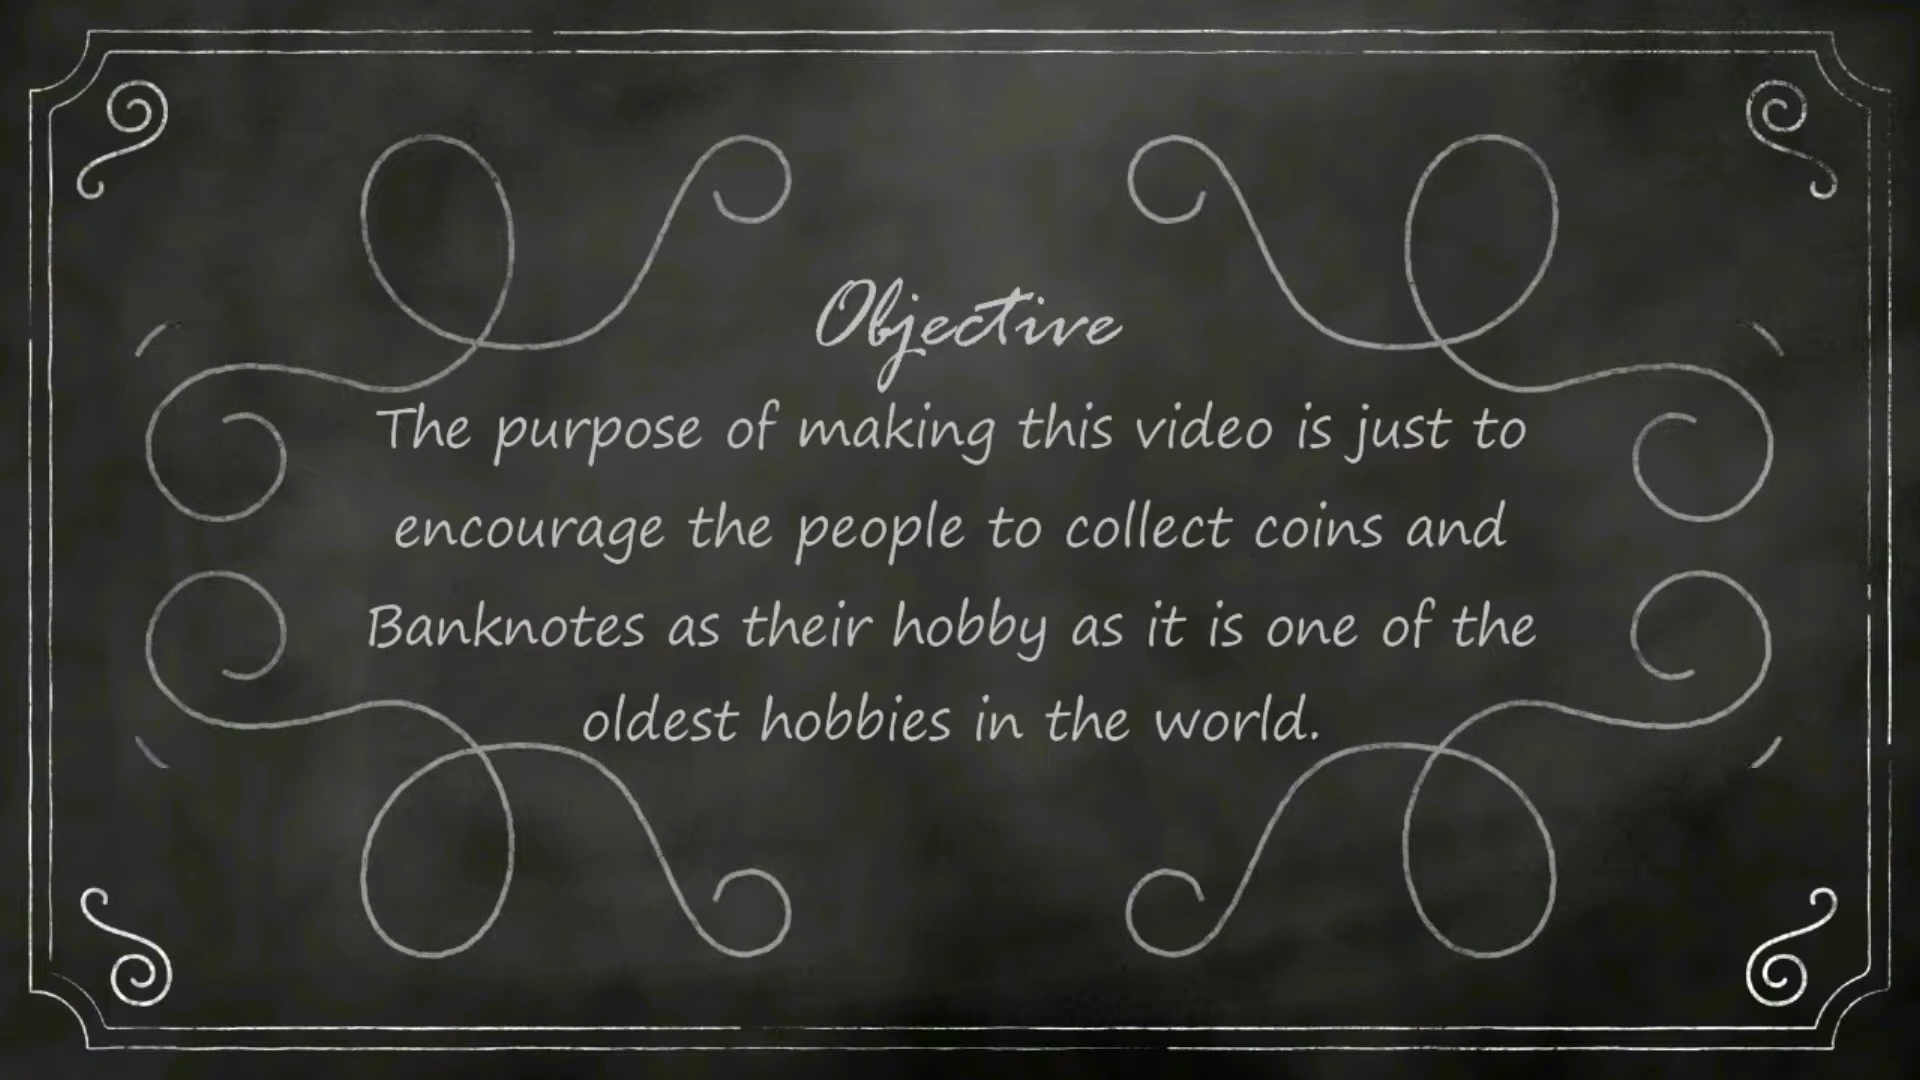 Objective
The purpose of making this video is just to
encourage the people to collect coins and
Banknotes as their hobby as it is one of the
oldest hobbies in the world.